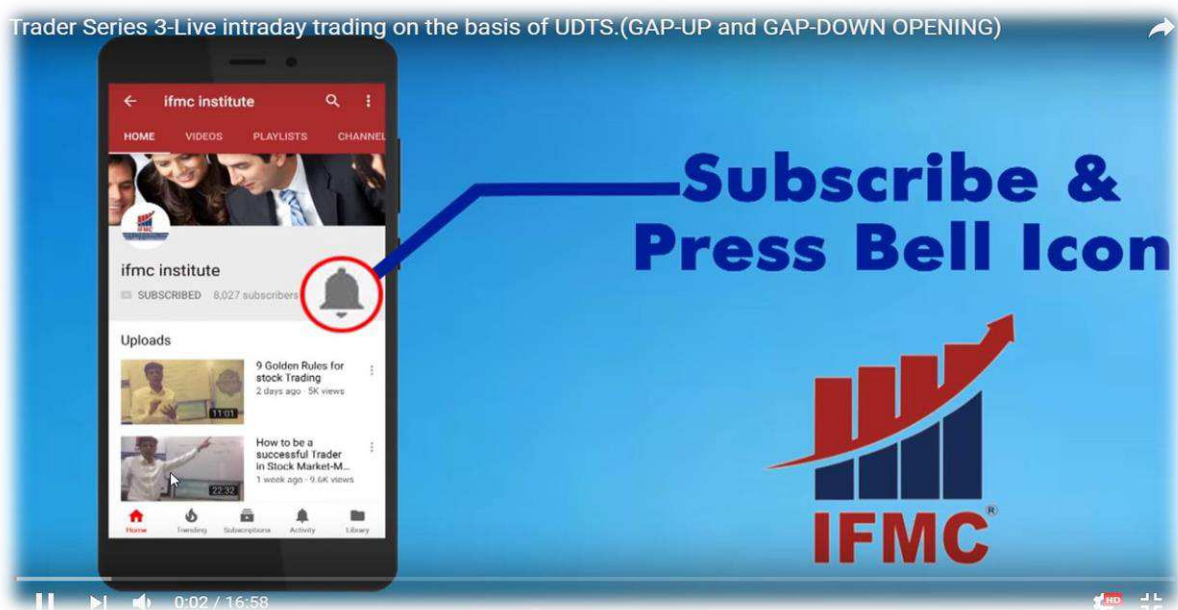 Trader Series 3-Live intraday trading on the basis of UDTS.(GAP-UP and GAP-DOWN OPENING)
ifmc institute
HOME VIDEOS PLAYLISTS CHANNEL
IFMC
ifmc institute
SUBSCRIBED 8,027 subscribers
Uploads
9 Golden Rules for
stock Trading
2 days ago · 5K views
11:01
How to be a
successful Trader
in Stock Market-M...
1 week ago · 9.6K views
22:32
Home Trending Subscriptions Activity Library
Subscribe &
Press Bell Icon
IFMC®
0:02 / 16:58
HD